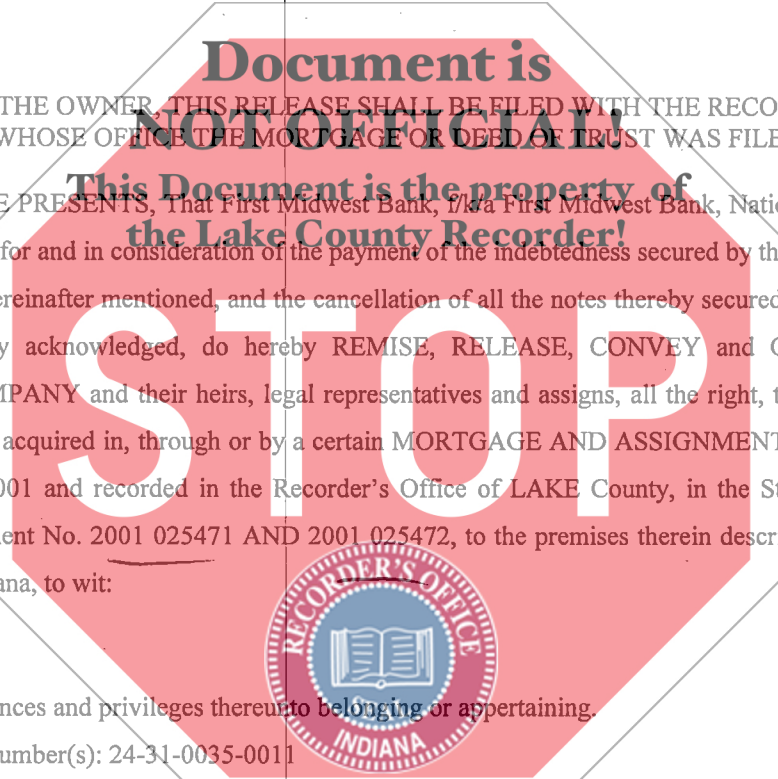 Document is
THE OWNER, THIS RELEASE SHALL BE FILED WITH THE RECO
NOT OFFICIAL!
WHOSE OFFICE THE MORTGAGE OR DEED OF TRUST WAS FILE
This Document is the property of
E PRESENTS, That First Midwest Bank, f/k/a First Midwest Bank, Natio
the Lake County Recorder!
for and in consideration of the payment of the indebtedness secured by th
ereinafter mentioned, and the cancellation of all the notes thereby secured
y acknowledged, do hereby REMISE, RELEASE, CONVEY and
MPANY and their heirs, legal representatives and assigns, all the right, t
STOP
acquired in, through or by a certain MORTGAGE AND ASSIGNMENT
001 and recorded in the Recorder's Office of LAKE County, in the St
ent No. 2001 025471 AND 2001 025472, to the premises therein descr
ana, to wit:
RECORDER'S OFFICE
nces and privileges thereunto belonging or appertaining.
INDIANA
umber(s): 24-31-0035-0011